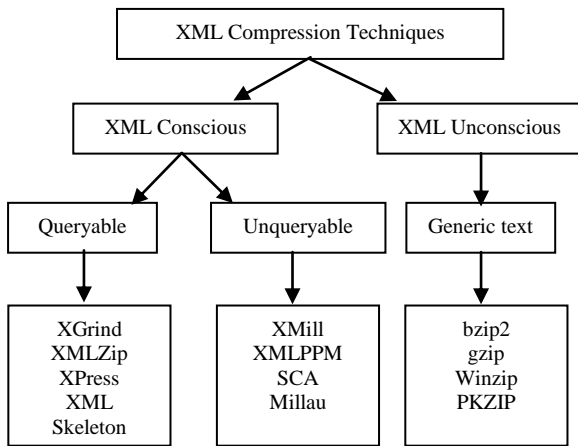 XML Compression Techniques
XML Conscious
XML Unconscious
Queryable
Unqueryable
Generic text
XGrind
XMLZip
XPress
XML
Skeleton
XMill
XMLPPM
SCA
Millau
bzip2
gzip
Winzip
PKZIP